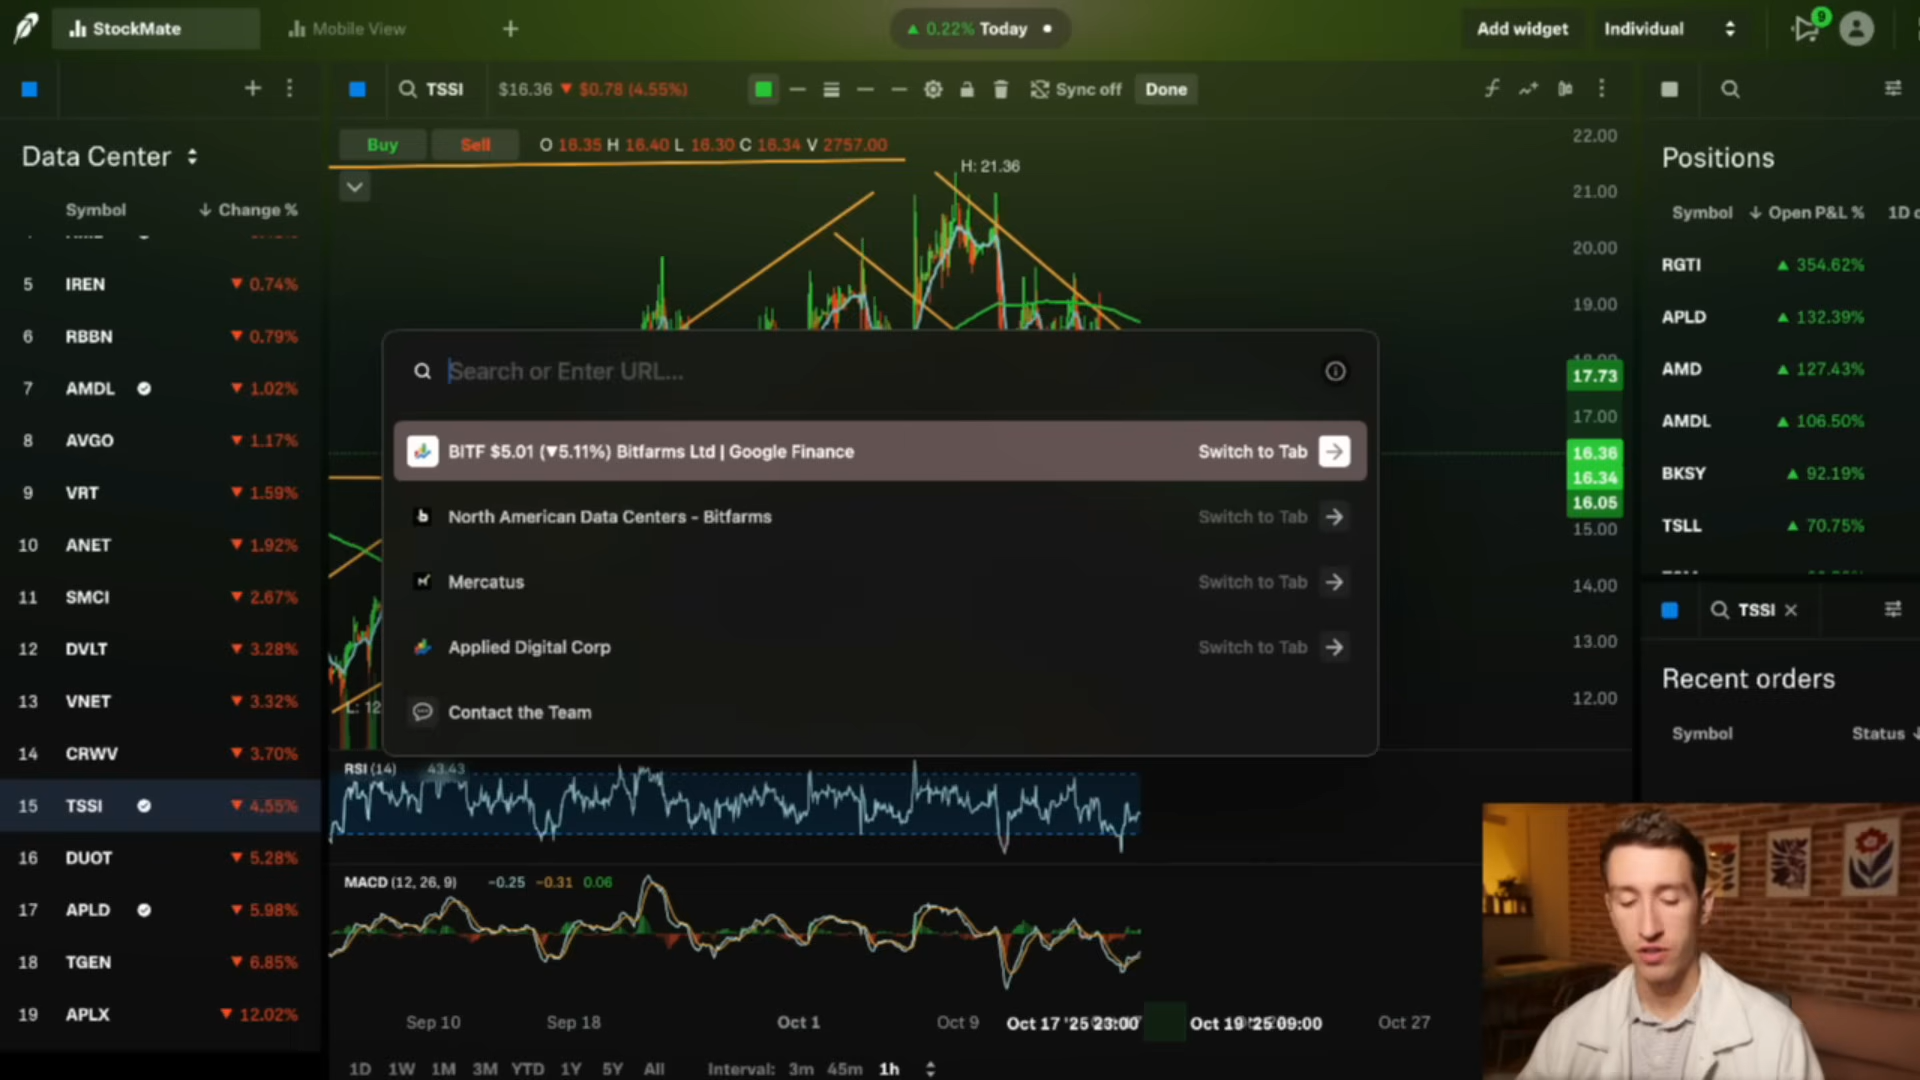 StockMate
Mobile View
0.22% Today
Add widget
Individual
9
TSSI
$16.36 ▼ $0.78 (4.55%)
Sync off
Done
Data Center
Symbol
↓ Change %
5 IREN ▼ 0.74%
6 RBBN ▼ 0.79%
7 AMDL ▼ 1.02%
8 AVGO ▼ 1.17%
9 VRT ▼ 1.59%
10 ANET ▼ 1.92%
11 SMCI ▼ 2.67%
12 DVLT ▼ 3.28%
13 VNET ▼ 3.32%
14 CRWV ▼ 3.70%
15 TSSI ▼ 4.55%
16 DUOT ▼ 5.28%
17 APLD ▼ 5.98%
18 TGEN ▼ 6.85%
19 APLX ▼ 12.02%
Buy
Sell
O 16.35 H 16.40 L 16.30 C 16.34 V 2757.00
H: 21.36
22.00
21.00
20.00
19.00
17.73
17.00
16.36
16.34
16.05
15.00
14.00
13.00
12.00
Search or Enter URL...
BITF $5.01 (▼5.11%) Bitfarms Ltd | Google Finance
Switch to Tab
North American Data Centers - Bitfarms
Switch to Tab
Mercatus
Switch to Tab
Applied Digital Corp
Switch to Tab
Contact the Team
L: 12
RSI (14) 43.43
MACD (12, 26, 9) -0.25 -0.31 0.06
Sep 10
Sep 18
Oct 1
Oct 9
Oct 17 '25 23:00
Oct 19 '25 09:00
Oct 27
1D 1W 1M 3M YTD 1Y 5Y All
Interval: 3m 45m 1h
Positions
Symbol
↓ Open P&L %
1D
RGTI ▲ 354.62%
APLD ▲ 132.39%
AMD ▲ 127.43%
AMDL ▲ 106.50%
BKSY ▲ 92.19%
TSLL ▲ 70.75%
TSSI
Recent orders
Symbol
Status ↓